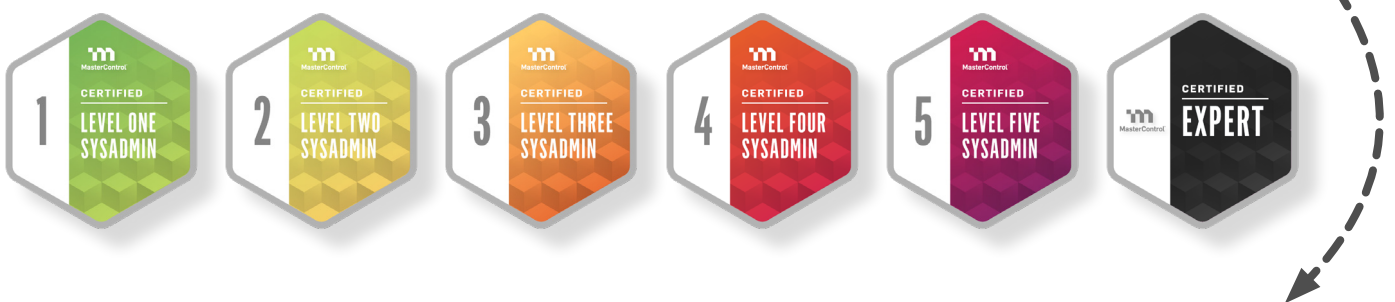 1
MasterControl
CERTIFIED
LEVEL ONE
SYSADMIN
2
MasterControl
CERTIFIED
LEVEL TWO
SYSADMIN
3
MasterControl
CERTIFIED
LEVEL THREE
SYSADMIN
4
MasterControl
CERTIFIED
LEVEL FOUR
SYSADMIN
5
MasterControl
CERTIFIED
LEVEL FIVE
SYSADMIN
MasterControl
CERTIFIED
EXPERT